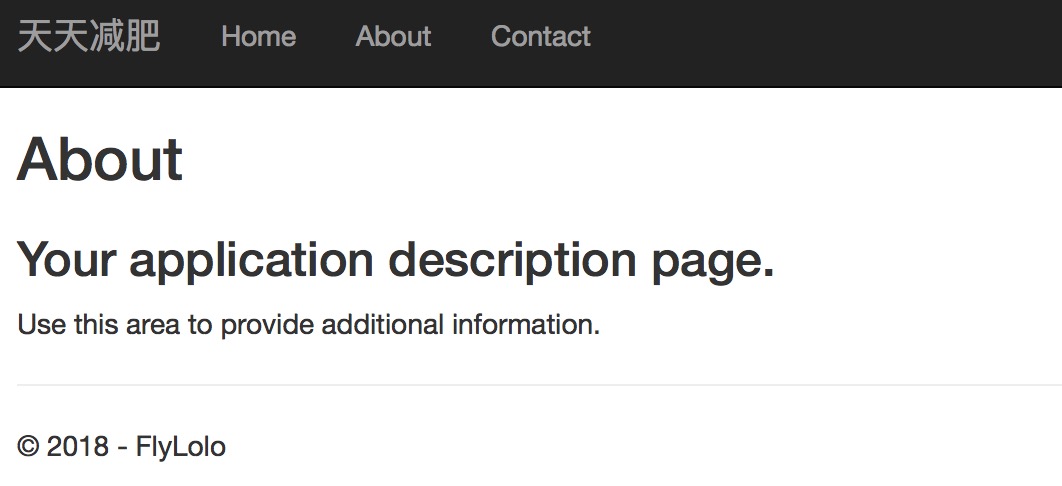 天天减肥 Home About Contact
About
Your application description page.
Use this area to provide additional information.
© 2018 - FlyLolo